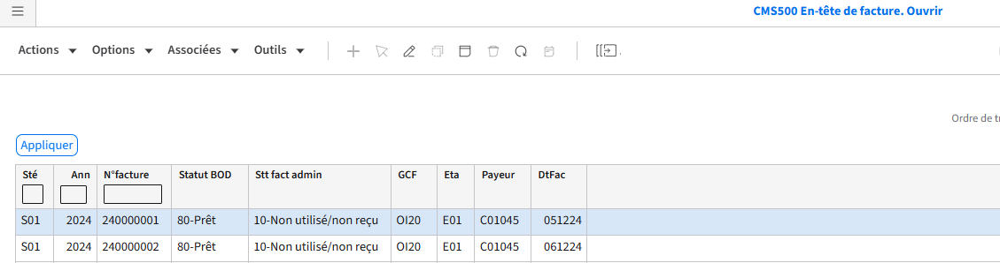 CMS500 En-tête de facture. Ouvrir
Actions Options Associées Outils
Ordre de
Appliquer
Sté Ann N°facture Statut BOD Stt fact admin GCF Eta Payeur DtFac
S01 2024 240000001 80-Prêt 10-Non utilisé/non reçu OI20 E01 C01045 051224
S01 2024 240000002 80-Prêt 10-Non utilisé/non reçu OI20 E01 C01045 061224